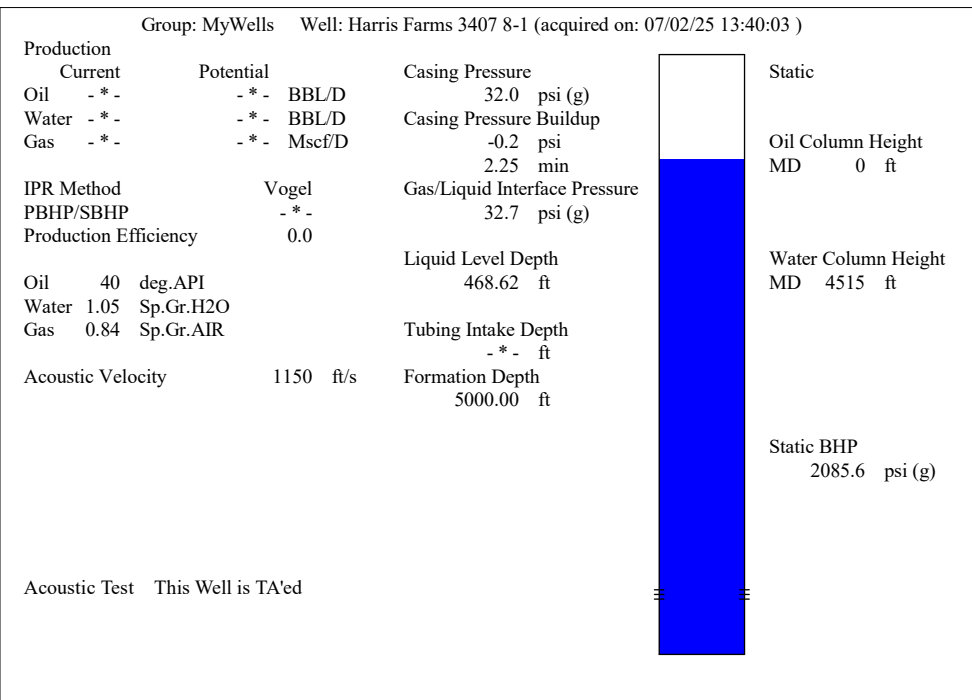 Group: MyWells Well: Harris Farms 3407 8-1 (acquired on: 07/02/25 13:40:03 )
Production
Current Potential
Oil - * - - * - BBL/D
Water - * - - * - BBL/D
Gas - * - - * - Mscf/D
IPR Method Vogel
PBHP/SBHP - * -
Production Efficiency 0.0
Oil 40 deg.API
Water 1.05 Sp.Gr.H2O
Gas 0.84 Sp.Gr.AIR
Acoustic Velocity 1150 ft/s
Casing Pressure
32.0 psi (g)
Casing Pressure Buildup
-0.2 psi
2.25 min
Gas/Liquid Interface Pressure
32.7 psi (g)
Liquid Level Depth
468.62 ft
Tubing Intake Depth
- * - ft
Formation Depth
5000.00 ft
Static
Oil Column Height
MD 0 ft
Water Column Height
MD 4515 ft
Static BHP
2085.6 psi (g)
Acoustic Test This Well is TA'ed